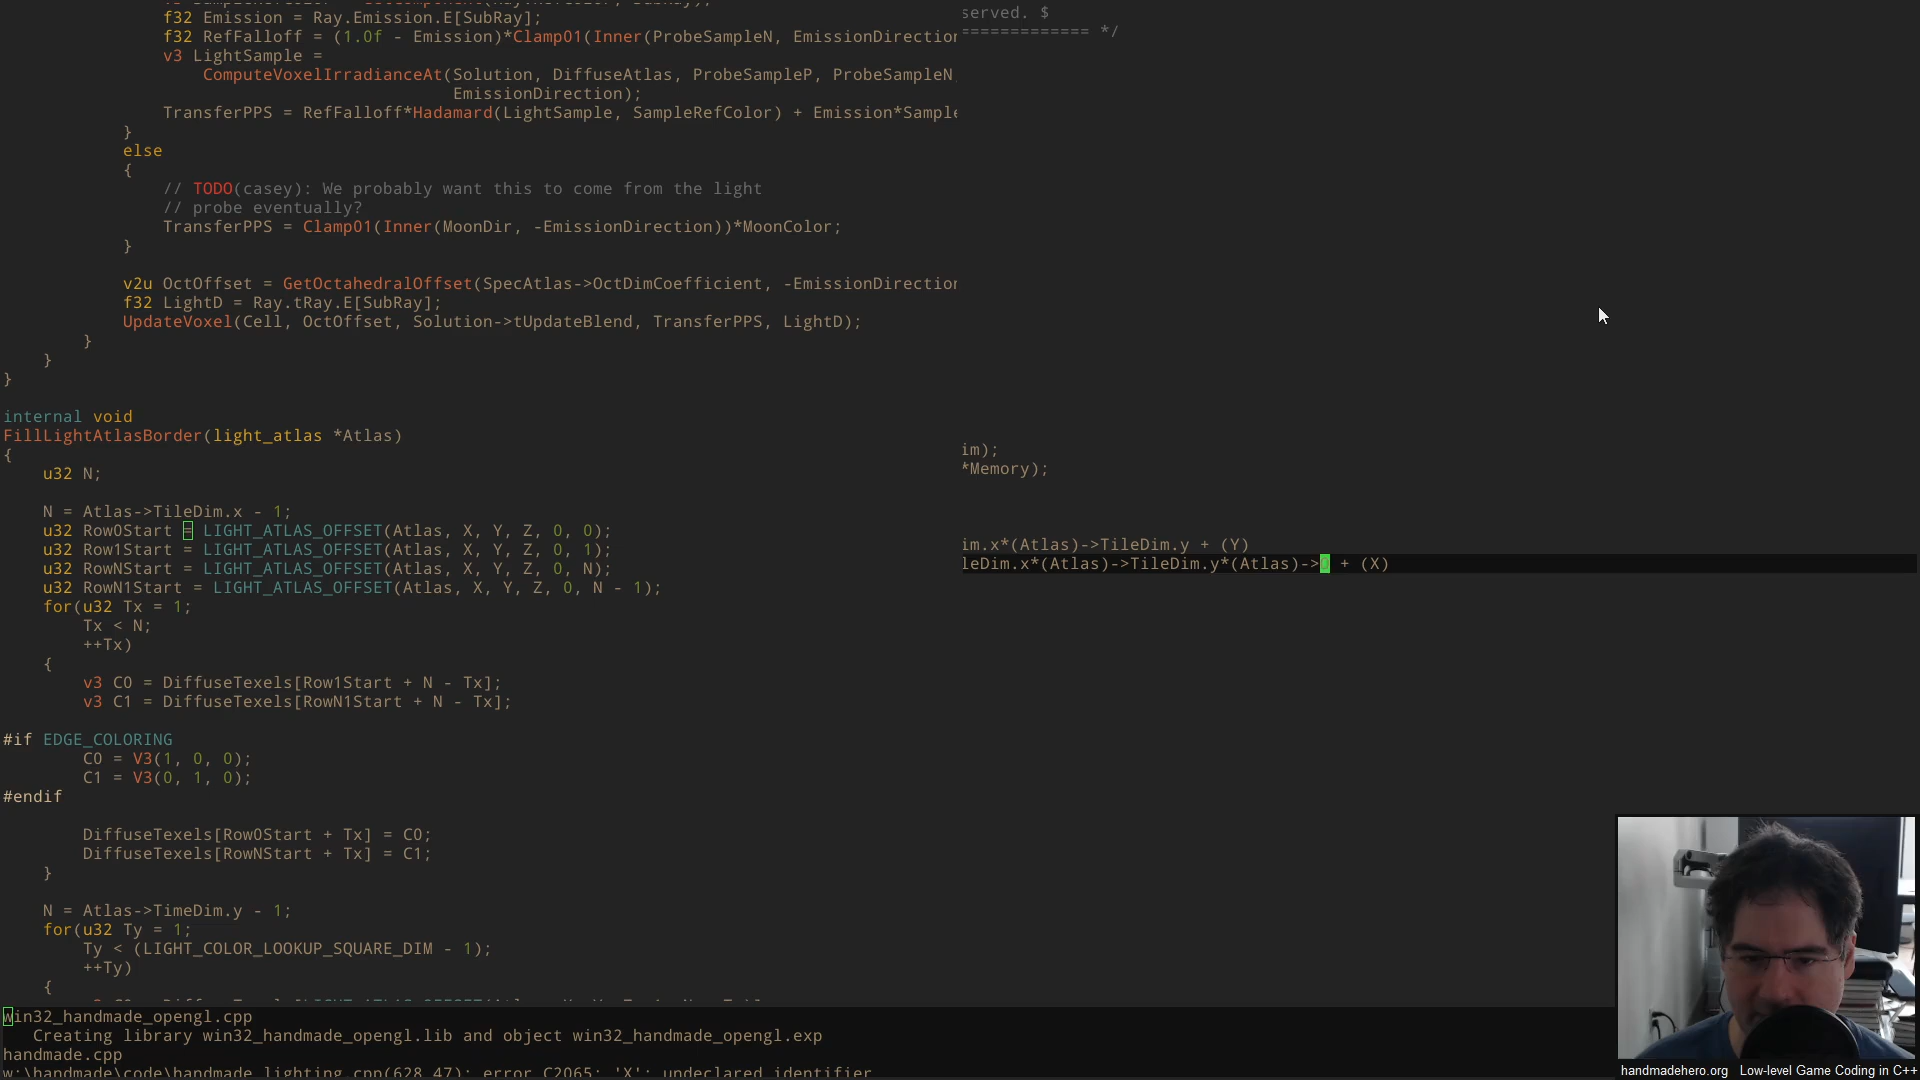 f32 Emission = Ray.Emission.E[SubRay];
f32 RefFalloff = (1.0f - Emission)*Clamp01(Inner(ProbeSampleN, EmissionDirection
v3 LightSample =
ComputeVoxelIrradianceAt(Solution, DiffuseAtlas, ProbeSampleP, ProbeSampleN,
EmissionDirection);
TransferPPS = RefFalloff*Hadamard(LightSample, SampleRefColor) + Emission*Sample
}
else
{
// TODO(casey): We probably want this to come from the light
// probe eventually?
TransferPPS = Clamp01(Inner(MoonDir, -EmissionDirection))*MoonColor;
}
v2u OctOffset = GetOctahedralOffset(SpecAtlas->OctDimCoefficient, -EmissionDirection
f32 LightD = Ray.tRay.E[SubRay];
UpdateVoxel(Cell, OctOffset, Solution->tUpdateBlend, TransferPPS, LightD);
}
}
}
internal void
FillLightAtlasBorder(light_atlas *Atlas)
{
u32 N;
N = Atlas->TileDim.x - 1;
u32 Row0Start = LIGHT_ATLAS_OFFSET(Atlas, X, Y, Z, 0, 0);
u32 Row1Start = LIGHT_ATLAS_OFFSET(Atlas, X, Y, Z, 0, 1);
u32 RowNStart = LIGHT_ATLAS_OFFSET(Atlas, X, Y, Z, 0, N);
u32 RowN1Start = LIGHT_ATLAS_OFFSET(Atlas, X, Y, Z, 0, N - 1);
for(u32 Tx = 1;
Tx < N;
++Tx)
{
v3 C0 = DiffuseTexels[Row1Start + N - Tx];
v3 C1 = DiffuseTexels[RowN1Start + N - Tx];
#if EDGE_COLORING
C0 = V3(1, 0, 0);
C1 = V3(0, 1, 0);
#endif
DiffuseTexels[Row0Start + Tx] = C0;
DiffuseTexels[RowNStart + Tx] = C1;
}
N = Atlas->TimeDim.y - 1;
for(u32 Ty = 1;
Ty < (LIGHT_COLOR_LOOKUP_SQUARE_DIM - 1);
++Ty)
{
served. $
============= */
im);
*Memory);
im.x*(Atlas)->TileDim.y + (Y)
leDim.x*(Atlas)->TileDim.y*(Atlas)-> + (X)
win32_handmade_opengl.cpp
Creating library win32_handmade_opengl.lib and object win32_handmade_opengl.exp
handmade.cpp
w:\handmade\code\handmade_lighting.cpp(628,47): error C2065: 'X': undeclared identifier
handmadehero.org Low-level Game Coding in C++